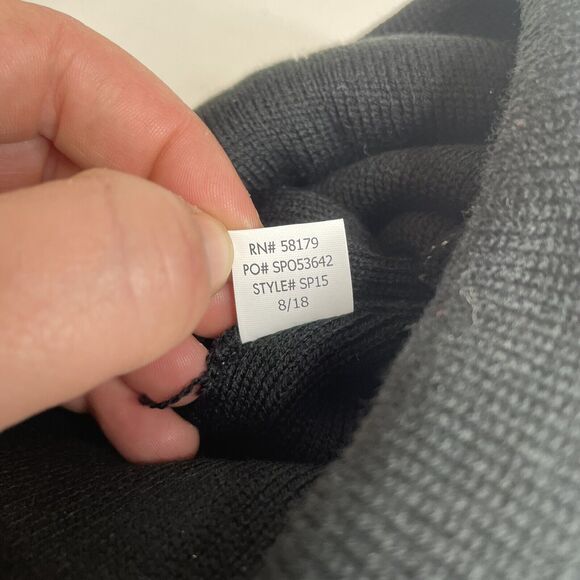 RN# 58179
PO# SPO53642
STYLE# SP15
8/18